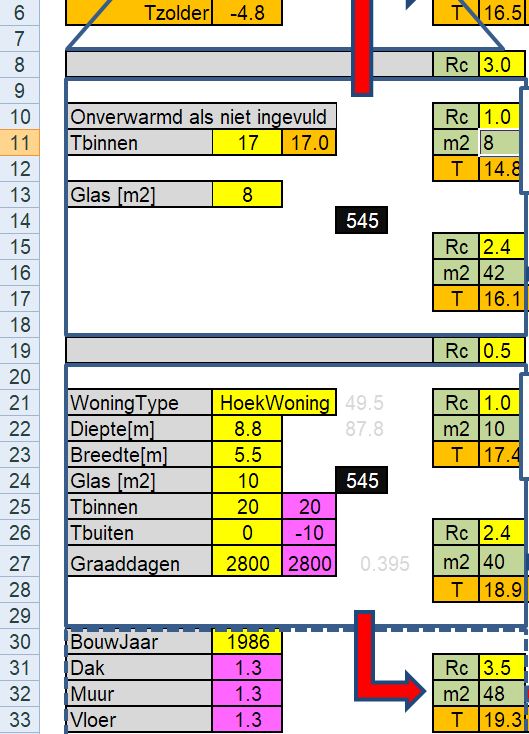 6 Tzolder -4.8 T 16.5
7
8 Rc 3.0
9
10 Onverwarmd als niet ingevuld Rc 1.0
11 Tbinnen 17 17.0 m2 8
12 T 14.8
13 Glas [m2] 8
14 545
15 Rc 2.4
16 m2 42
17 T 16.1
18
19 Rc 0.5
20
21 WoningType HoekWoning 49.5 Rc 1.0
22 Diepte[m] 8.8 87.8 m2 10
23 Breedte[m] 5.5 T 17.4
24 Glas [m2] 10 545
25 Tbinnen 20 20
26 Tbuiten 0 -10 Rc 2.4
27 Graaddagen 2800 2800 0.395 m2 40
28 T 18.9
29
30 BouwJaar 1986
31 Dak 1.3 Rc 3.5
32 Muur 1.3 m2 48
33 Vloer 1.3 T 19.3